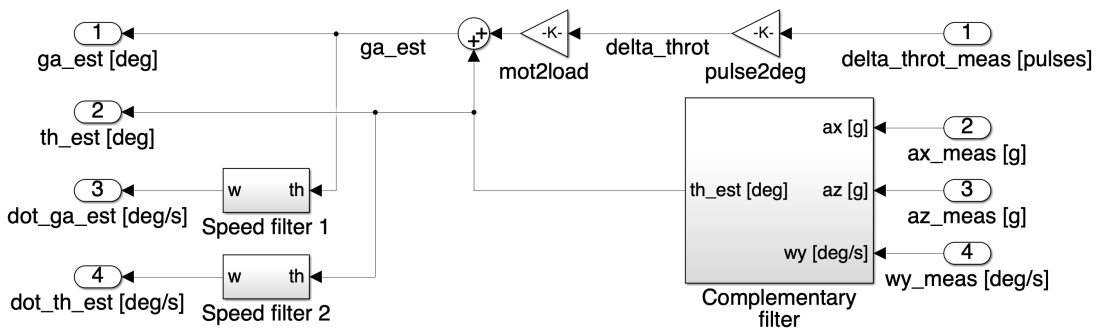 1
ga_est [deg]
ga_est
+
+
-K-
mot2load
delta_throt
-K-
pulse2deg
1
delta_throt_meas [pulses]
2
th_est [deg]
ax [g]
2
ax_meas [g]
3
dot_ga_est [deg/s]
w
th
Speed filter 1
th_est [deg]
az [g]
3
az_meas [g]
wy [deg/s]
4
wy_meas [deg/s]
4
dot_th_est [deg/s]
w
th
Speed filter 2
Complementary
filter